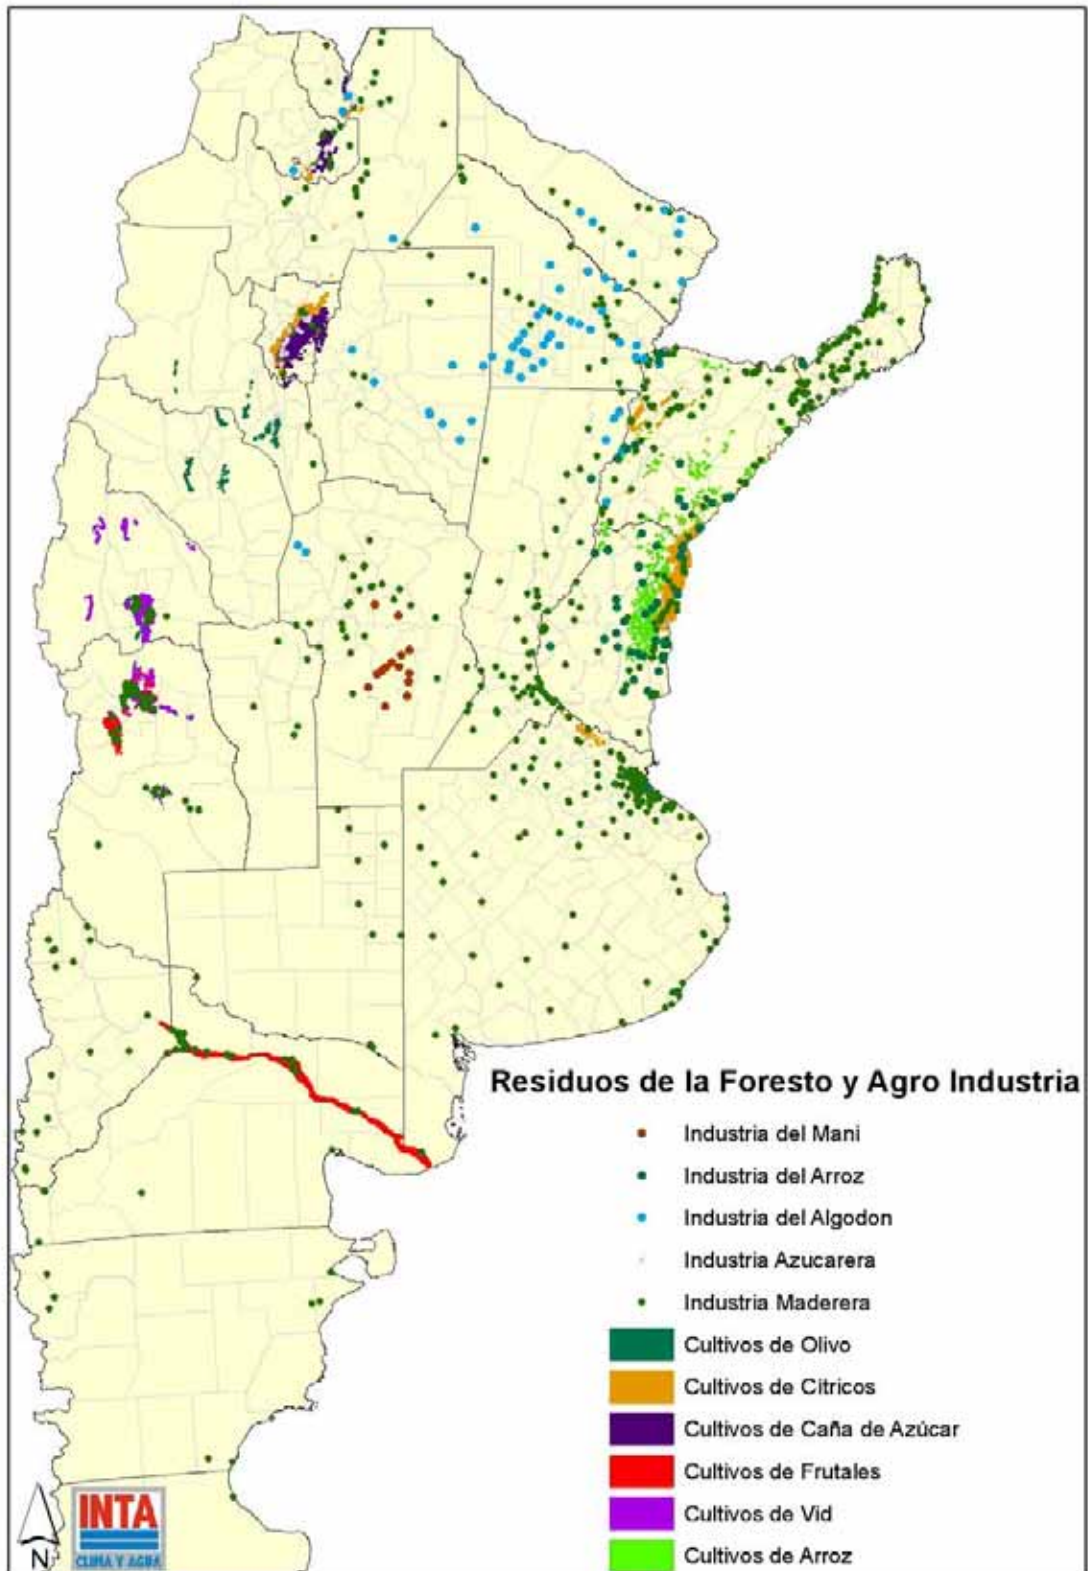 Residuos de la Foresto y Agro Industria
Industria del Mani
Industria del Arroz
Industria del Algodon
Industria Azucarera
Industria Maderera
Cultivos de Olivo
Cultivos de Citricos
Cultivos de Caña de Azúcar
Cultivos de Frutales
Cultivos de Vid
Cultivos de Arroz
N
INTA
CLIMA Y AGUA